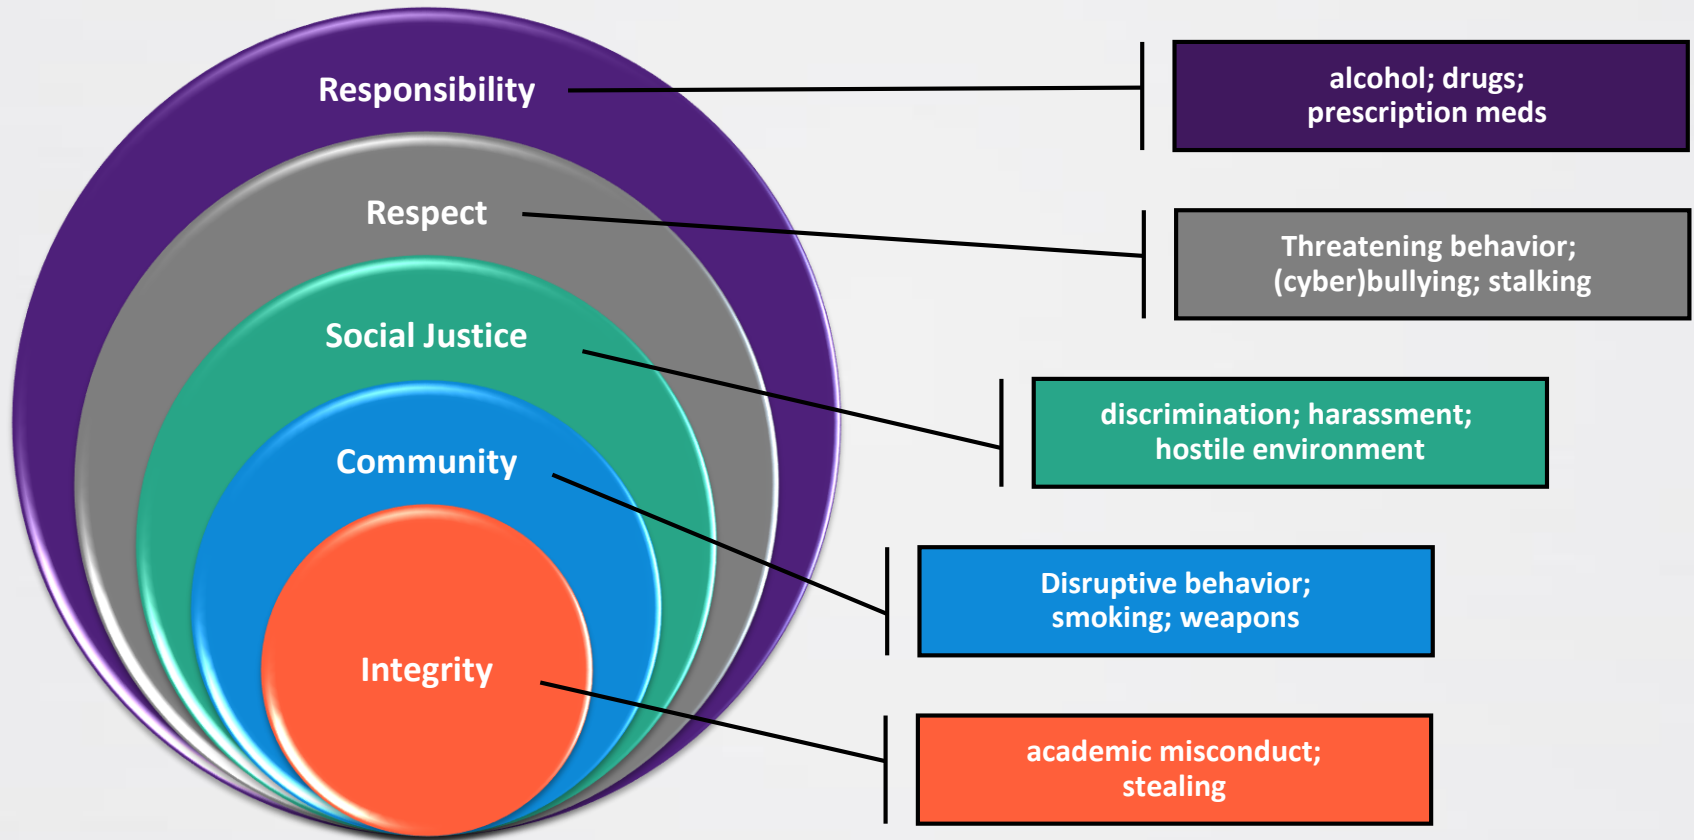 Responsibility
alcohol; drugs;
prescription meds
Respect
Threatening behavior;
(cyber)bullying; stalking
Social Justice
discrimination; harassment;
hostile environment
Community
Disruptive behavior;
smoking; weapons
Integrity
academic misconduct;
stealing